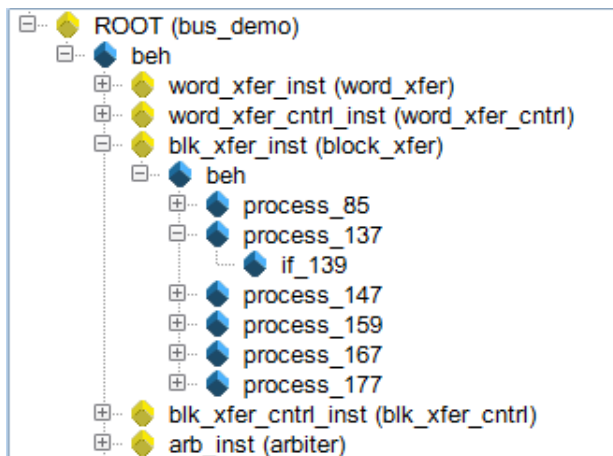 ROOT (bus_demo)
beh
word_xfer_inst (word_xfer)
word_xfer_cntrl_inst (word_xfer_cntrl)
blk_xfer_inst (block_xfer)
beh
process_85
process_137
if_139
process_147
process_159
process_167
process_177
blk_xfer_cntrl_inst (blk_xfer_cntrl)
arb_inst (arbiter)